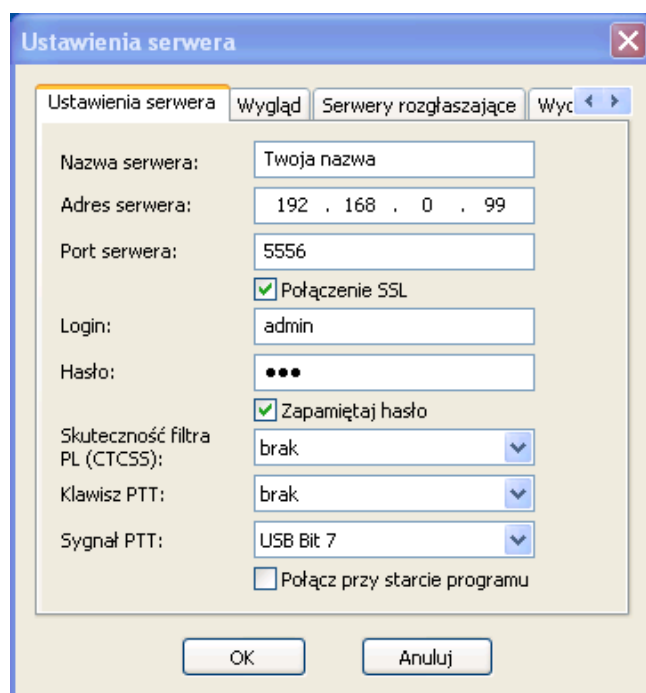 Ustawienia serwera
Ustawienia serwera Wygląd Serwery rozgłaszające
Nazwa serwera: Twoja nazwa
Adres serwera: 192 . 168 . 0 . 99
Port serwera: 5556
Połączenie SSL
Login: admin
Hasło: ●●●
Zapamiętaj hasło
Skuteczność filtra
PL (CTCSS): brak
Klawisz PTT: brak
Sygnał PTT: USB Bit 7
Połącz przy starcie programu
OK Anuluj